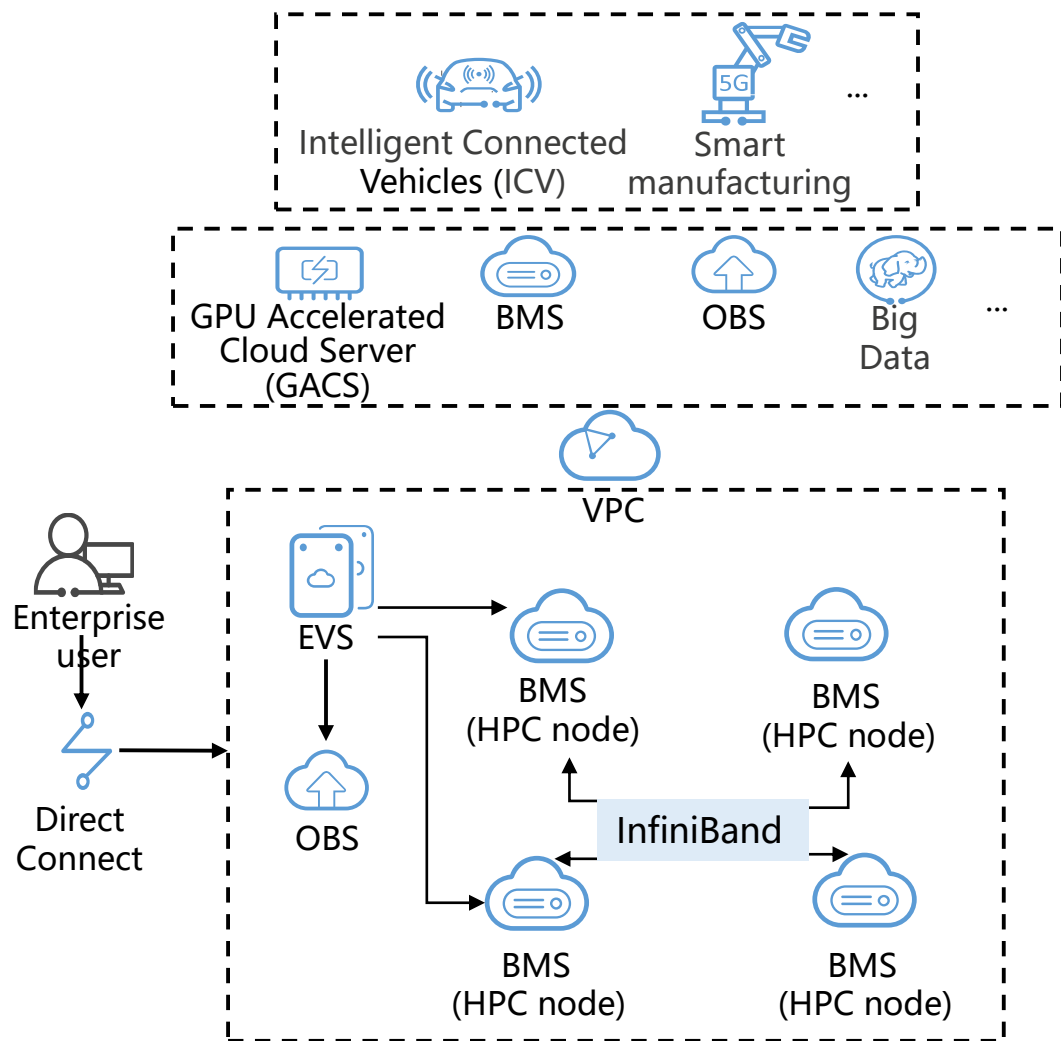 5G
...
Intelligent Connected
Vehicles (ICV)
Smart
manufacturing
GPU Accelerated
Cloud Server
(GACS)
BMS
OBS
Big
Data
...
VPC
Enterprise
user
EVS
BMS
(HPC node)
BMS
(HPC node)
Direct
Connect
OBS
InfiniBand
BMS
(HPC node)
BMS
(HPC node)